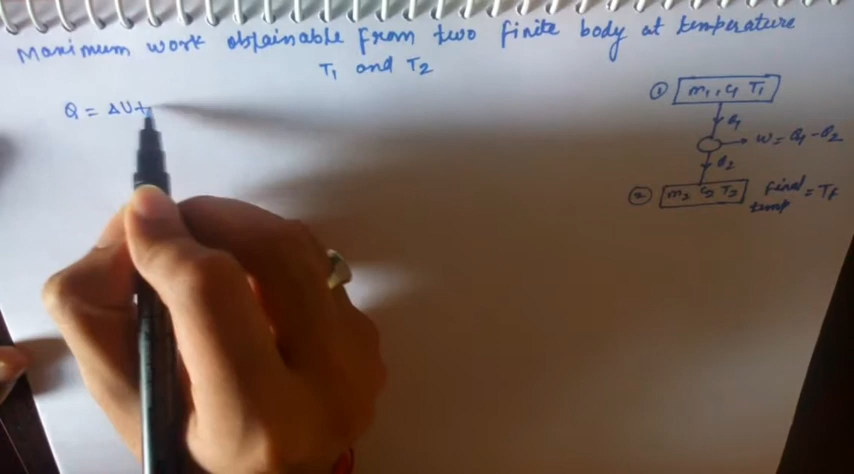 Maximum work obtainable from two finite body at temperature
T₁ and T₂
① m₁, c₁ T₁
Q = ΔU +
Q₁
W = Q₁ - Q₂
Q₂
② m₂ c₂ T₂ final temp = Tf